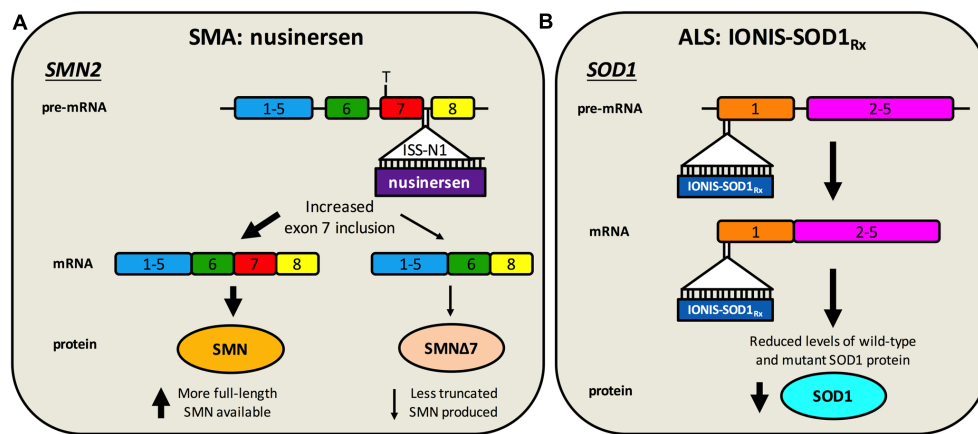 A
SMA: nusinersen
SMN2
T
pre-mRNA
1-5
6
7
8
ISS-N1
nusinersen
Increased
exon 7 inclusion
mRNA
1-5
6
7
8
1-5
6
8
protein
SMN
SMNΔ7
More full-length
SMN available
Less truncated
SMN produced
B
ALS: IONIS-SOD1Rx
SOD1
pre-mRNA
1
2-5
IONIS-SOD1Rx
mRNA
1
2-5
IONIS-SOD1Rx
Reduced levels of wild-type
and mutant SOD1 protein
protein
SOD1